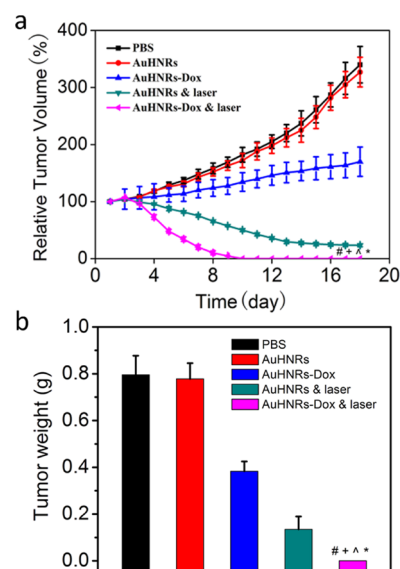 a
400
300
200
100
0
Relative Tumor Volume (%)
PBS
AuHNRs
AuHNRs-Dox
AuHNRs & laser
AuHNRs-Dox & laser
# + ^ *
0 4 8 12 16 20
Time (day)
b
1.0
0.8
0.6
0.4
0.2
0.0
Tumor weight (g)
PBS
AuHNRs
AuHNRs-Dox
AuHNRs & laser
AuHNRs-Dox & laser
# + ^ *